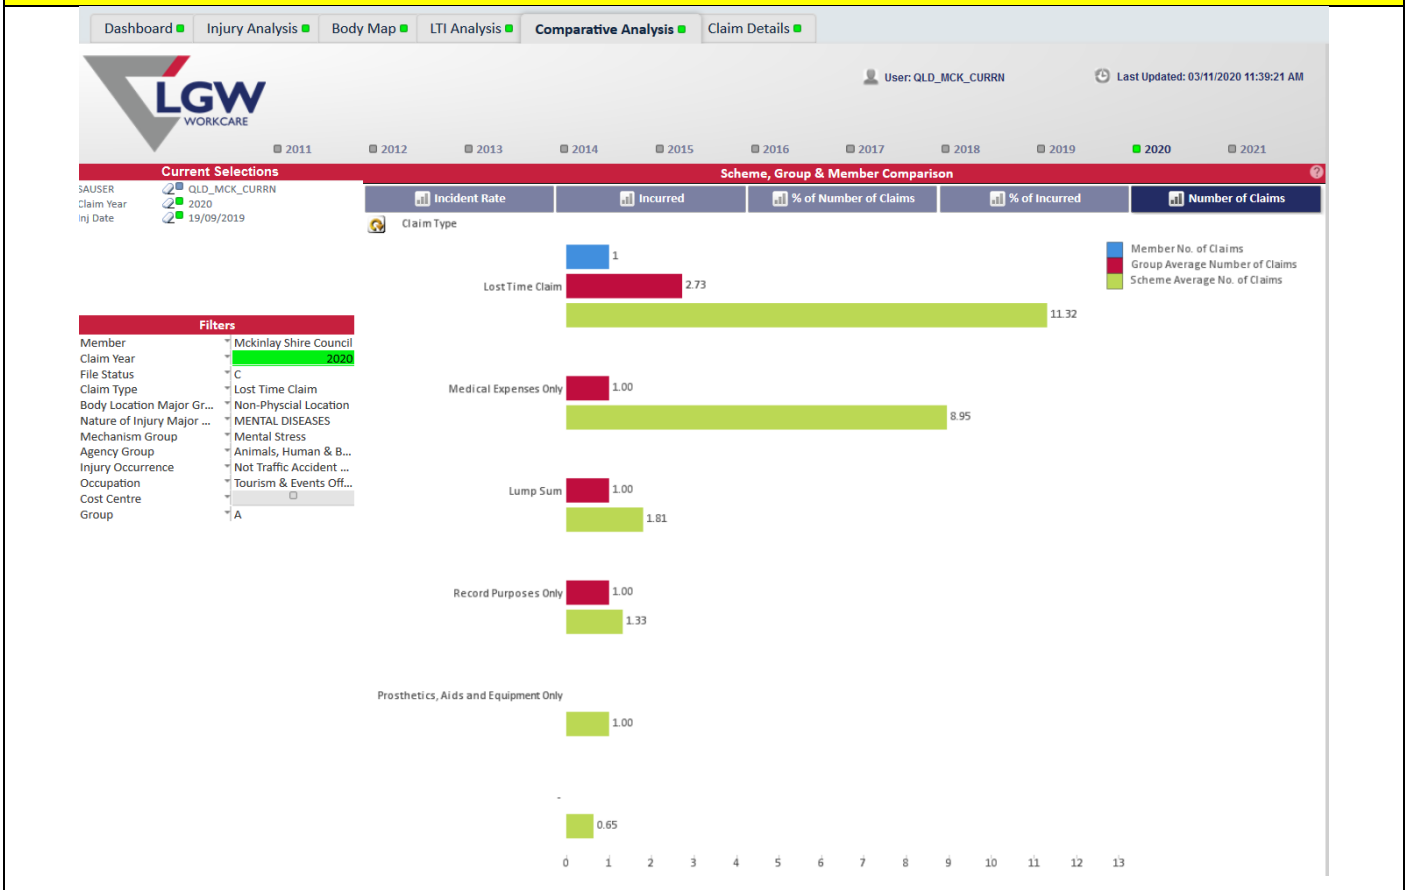 Dashboard Injury Analysis Body Map LTI Analysis Comparative Analysis Claim Details
User: QLD_MCK_CURRN Last Updated: 03/11/2020 11:39:21 AM
LGW
WORKCARE
2011 2012 2013 2014 2015 2016 2017 2018 2019 2020 2021
Current Selections
SAUSER QLD_MCK_CURRN
Claim Year 2020
Inj Date 19/09/2019
Scheme, Group & Member Comparison ?
Incident Rate Incurred % of Number of Claims % of Incurred Number of Claims
Claim Type
Member No. of Claims
Group Average Number of Claims
Scheme Average No. of Claims
Lost Time Claim 1 2.73 11.32
Medical Expenses Only 1.00 8.95
Lump Sum 1.00 1.81
Record Purposes Only 1.00 1.33
Prosthetics, Aids and Equipment Only 1.00
- 0.65
0 1 2 3 4 5 6 7 8 9 10 11 12 13
Filters
Member Mckinlay Shire Council
Claim Year 2020
File Status C
Claim Type Lost Time Claim
Body Location Major Gr... Non-Physcial Location
Nature of Injury Major ... MENTAL DISEASES
Mechanism Group Mental Stress
Agency Group Animals, Human & B...
Injury Occurrence Not Traffic Accident ...
Occupation Tourism & Events Off...
Cost Centre
Group A